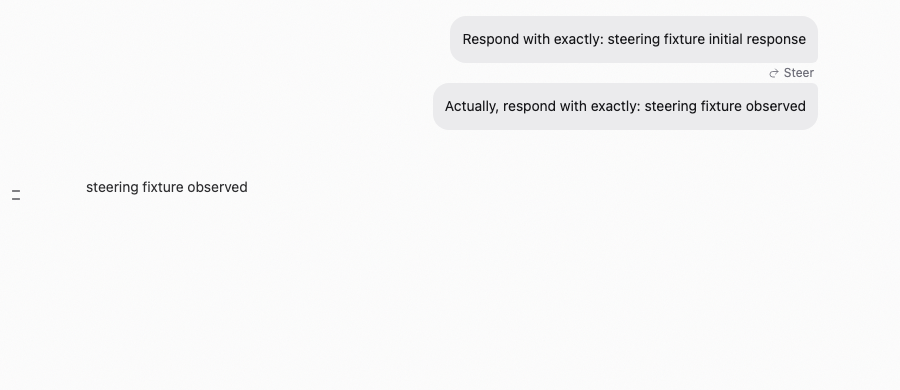 Respond with exactly: steering fixture initial response
Steer
Actually, respond with exactly: steering fixture observed
steering fixture observed